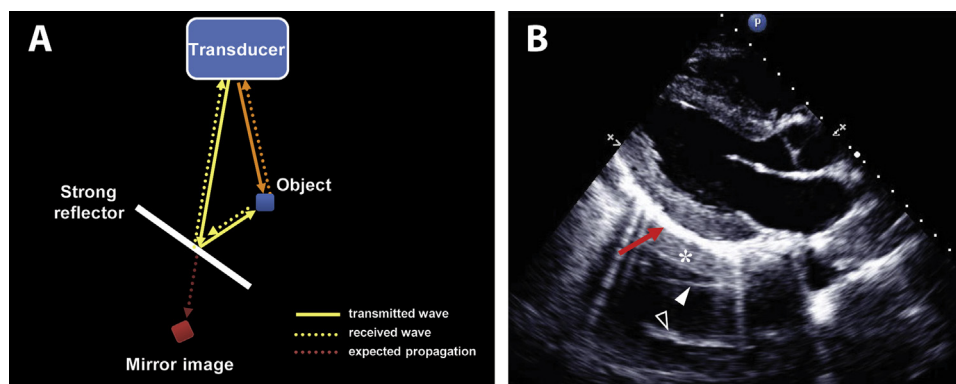 A
Transducer
Object
Strong
reflector
transmitted wave
received wave
expected propagation
Mirror image
B
P
*